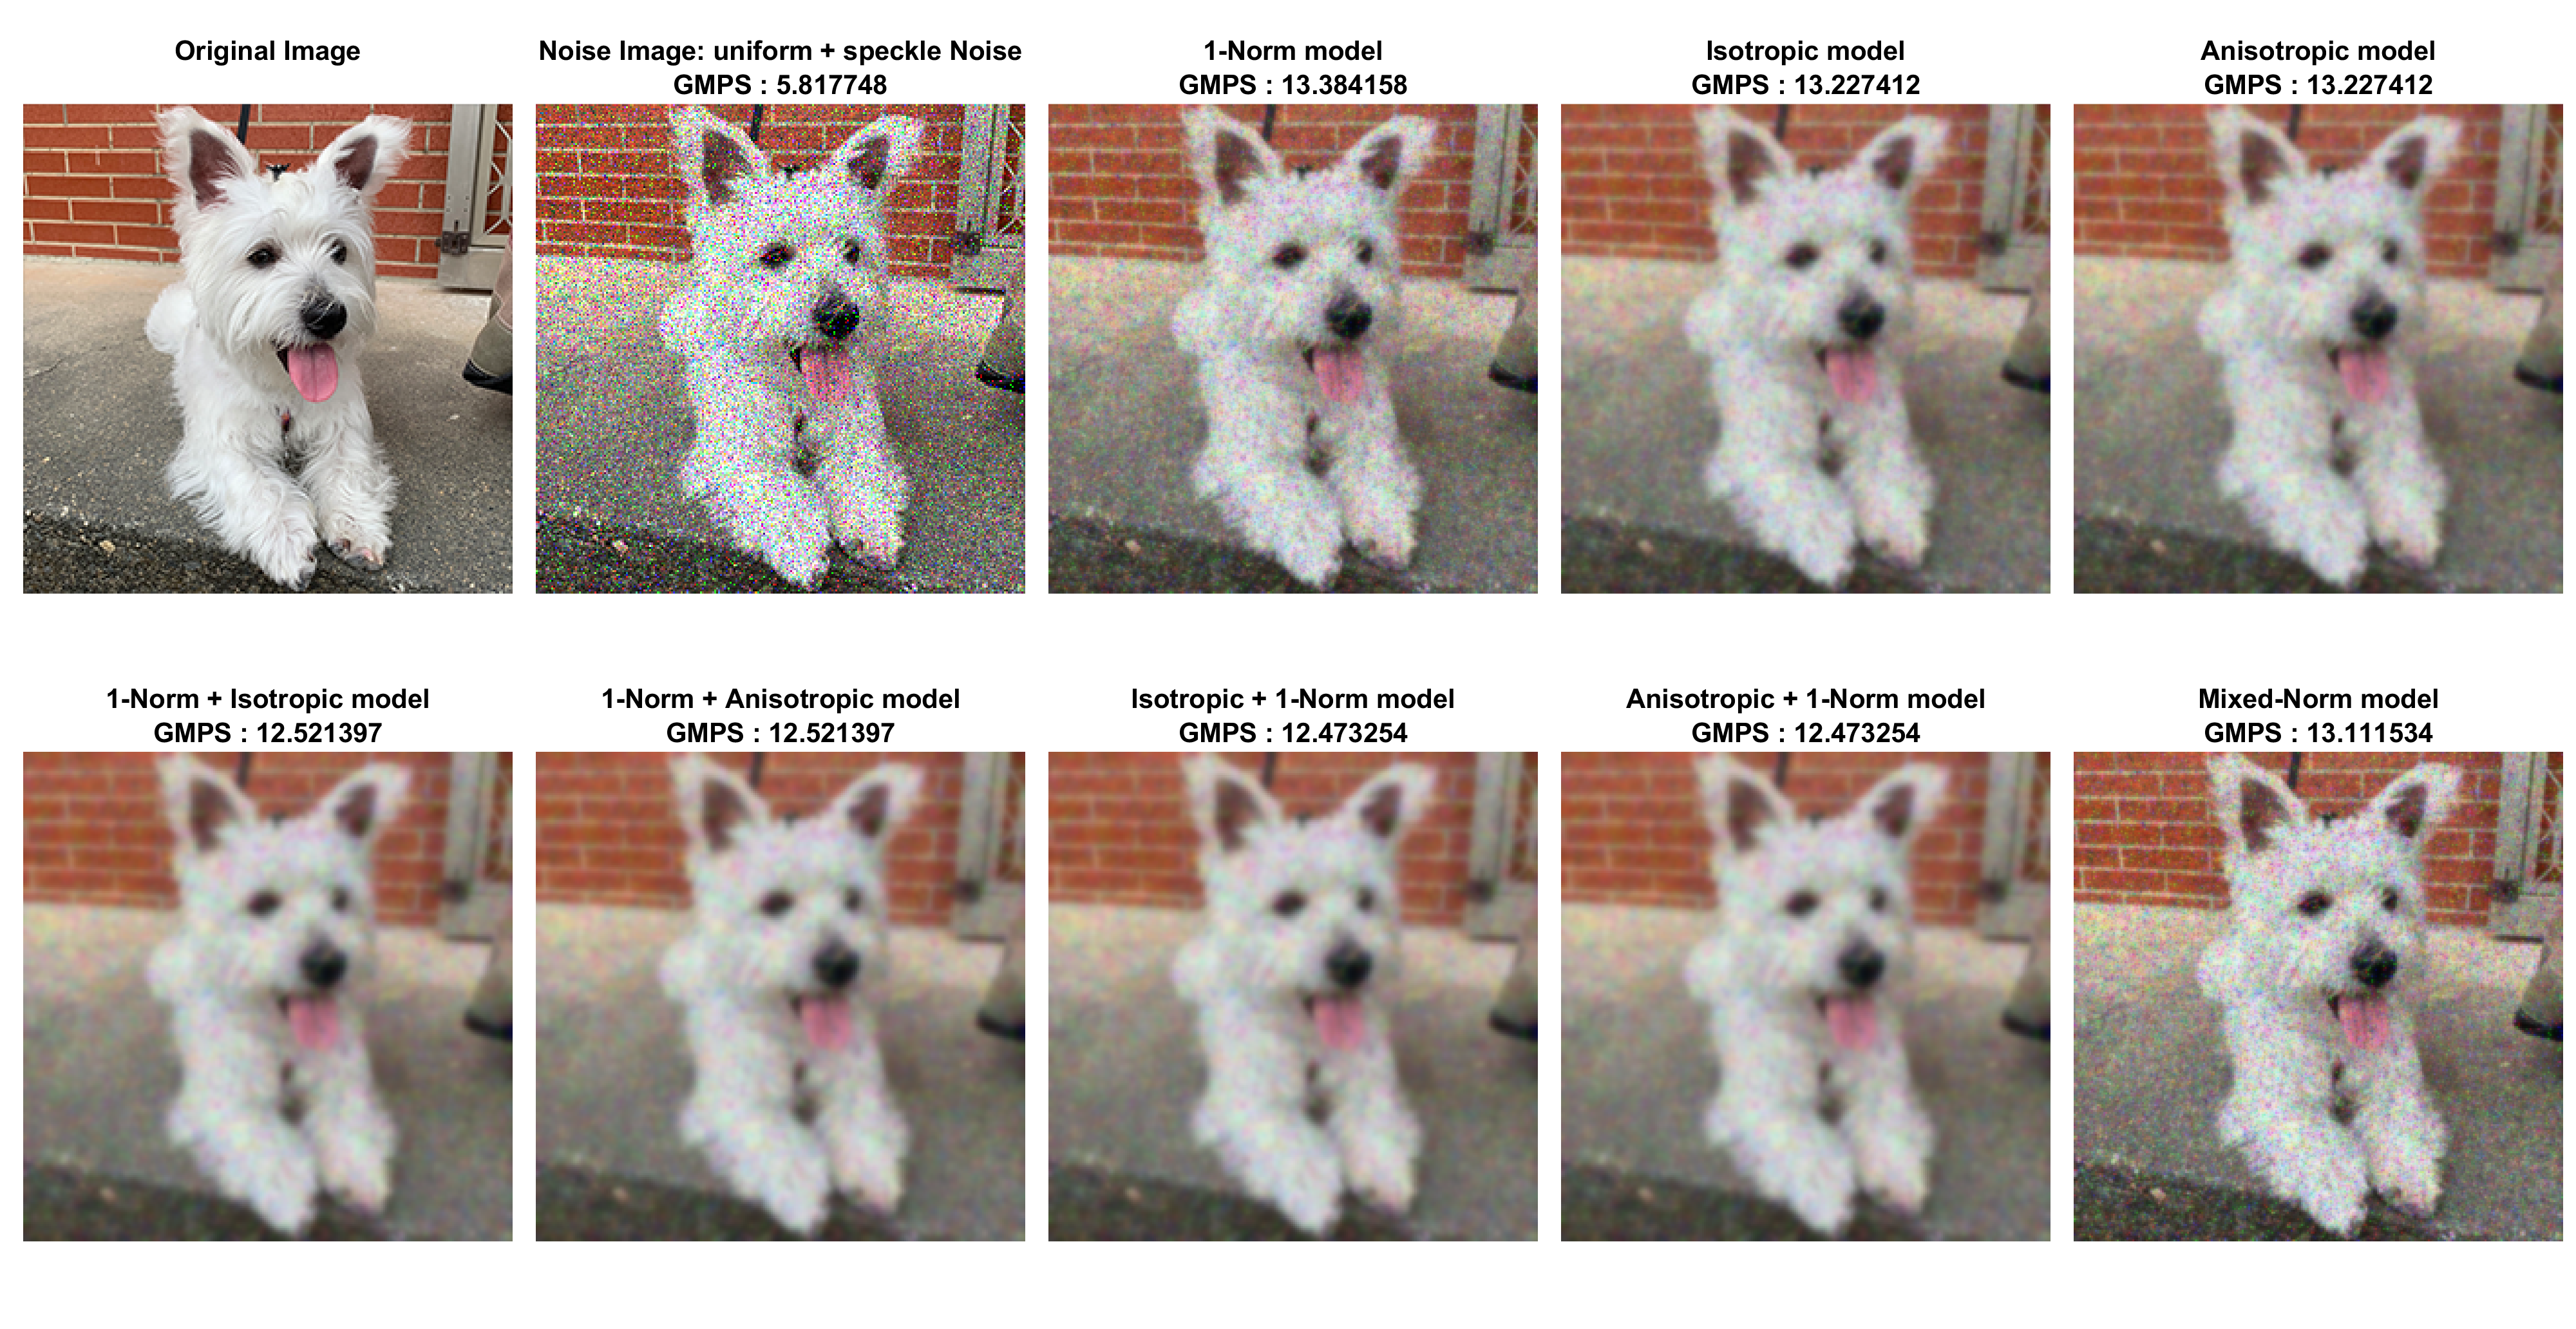 Original Image
Noise Image: uniform + speckle Noise
GMPS : 5.817748
1-Norm model
GMPS : 13.384158
Isotropic model
GMPS : 13.227412
Anisotropic model
GMPS : 13.227412
1-Norm + Isotropic model
GMPS : 12.521397
1-Norm + Anisotropic model
GMPS : 12.521397
Isotropic + 1-Norm model
GMPS : 12.473254
Anisotropic + 1-Norm model
GMPS : 12.473254
Mixed-Norm model
GMPS : 13.111534